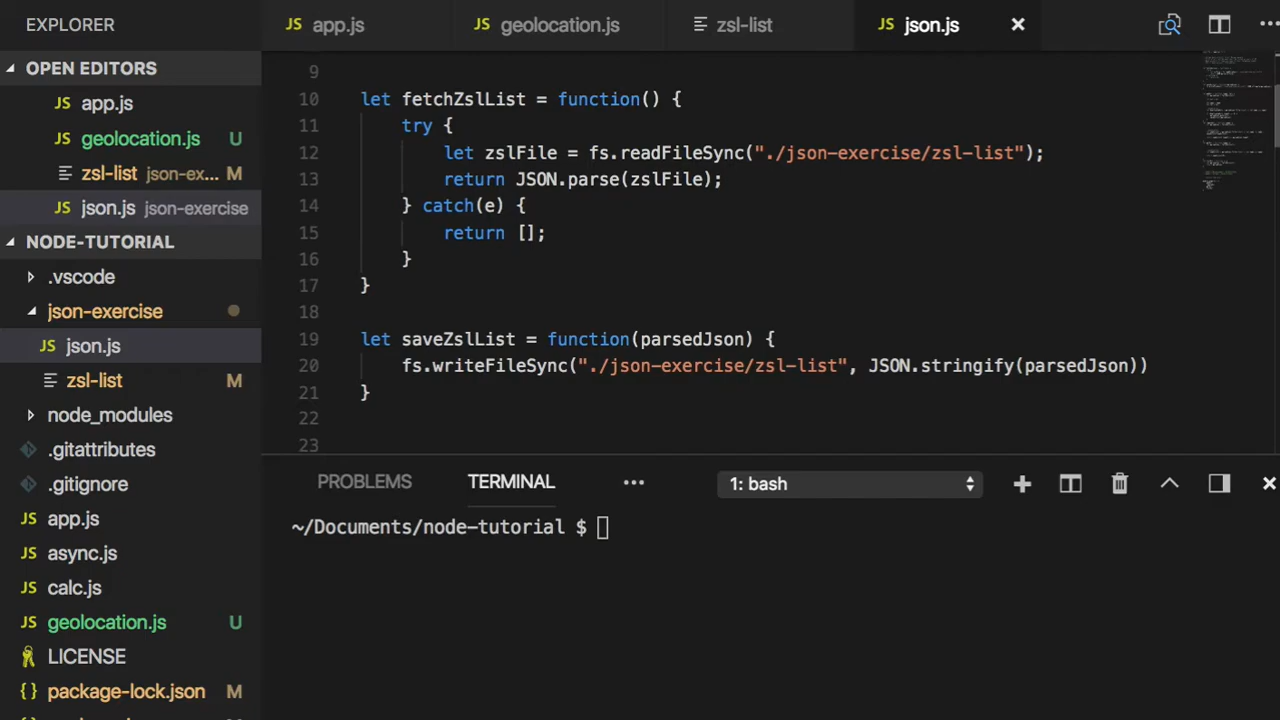 EXPLORER
OPEN EDITORS
JS app.js
JS geolocation.js U
zsl-list json-ex... M
JS json.js json-exercise
NODE-TUTORIAL
.vscode
json-exercise
JS json.js
zsl-list M
node_modules
.gitattributes
.gitignore
JS app.js
JS async.js
JS calc.js
JS geolocation.js U
LICENSE
{} package-lock.json M
JS app.js JS geolocation.js zsl-list JS json.js
9
10 let fetchZslList = function() {
11 try {
12 let zslFile = fs.readFileSync("./json-exercise/zsl-list");
13 return JSON.parse(zslFile);
14 } catch(e) {
15 return [];
16 }
17 }
18
19 let saveZslList = function(parsedJson) {
20 fs.writeFileSync("./json-exercise/zsl-list", JSON.stringify(parsedJson))
21 }
22
23
PROBLEMS TERMINAL ... 1: bash
~/Documents/node-tutorial $